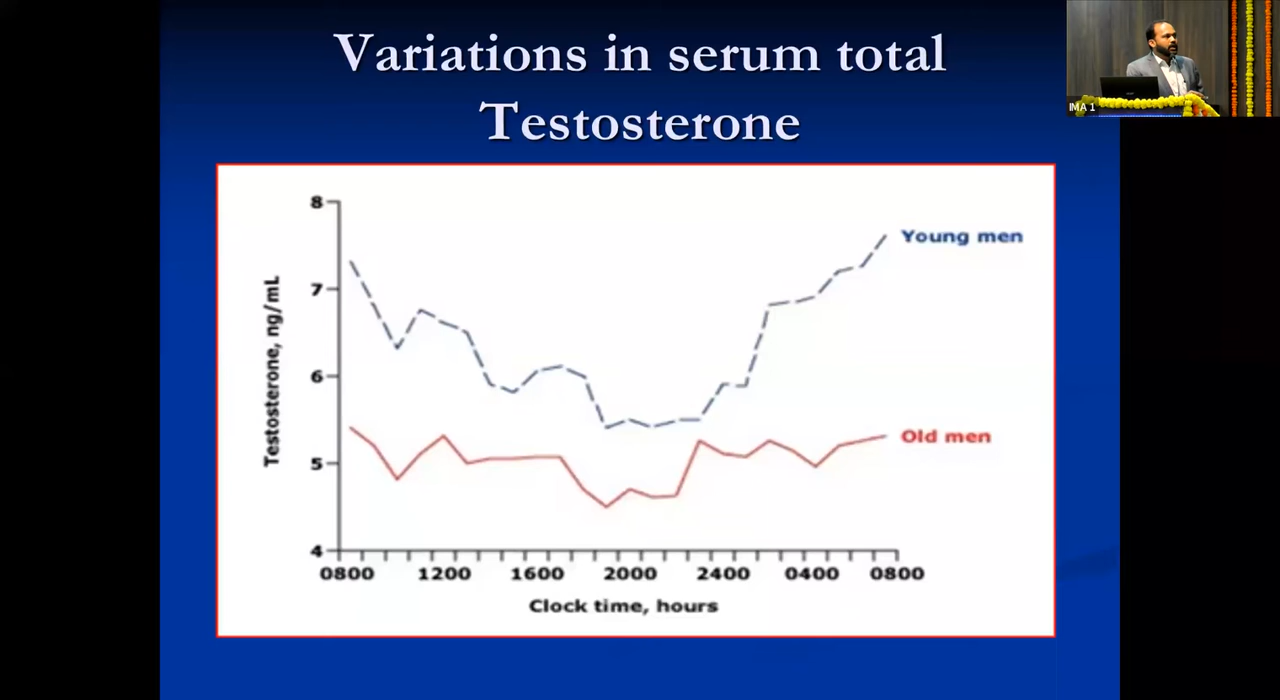 Variations in serum total
Testosterone
IMA 1
8
Young men
7
Testosterone, ng/mL
6
Old men
5
4
0800 1200 1600 2000 2400 0400 0800
Clock time, hours